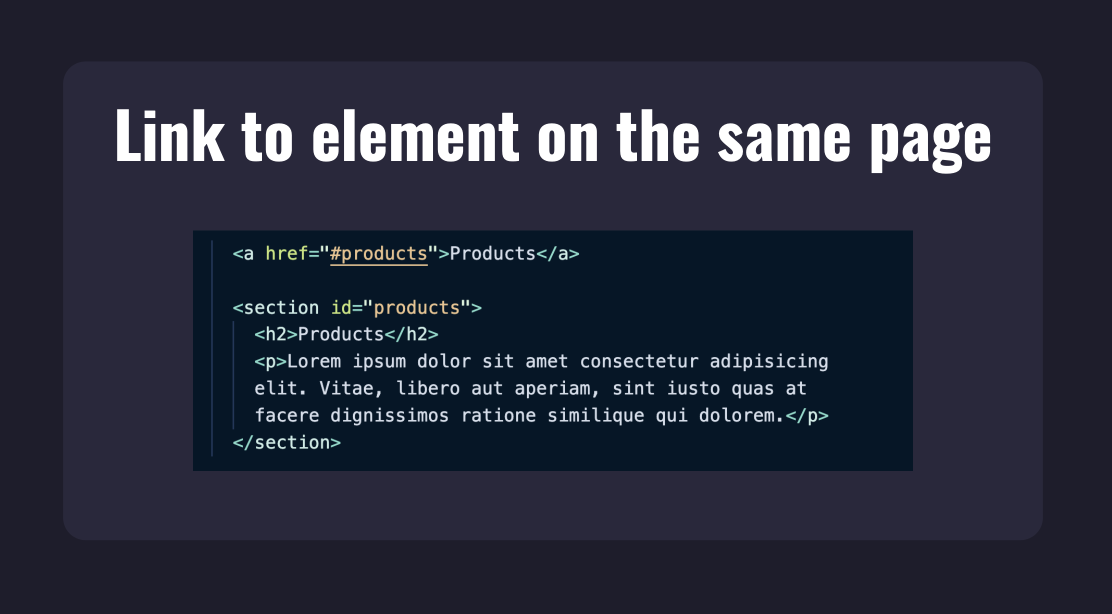 Link to element on the same page
<a href="#products">Products</a>
<section id="products">
<h2>Products</h2>
<p>Lorem ipsum dolor sit amet consectetur adipisicing
elit. Vitae, libero aut aperiam, sint iusto quas at
facere dignissimos ratione similique qui dolorem.</p>
</section>